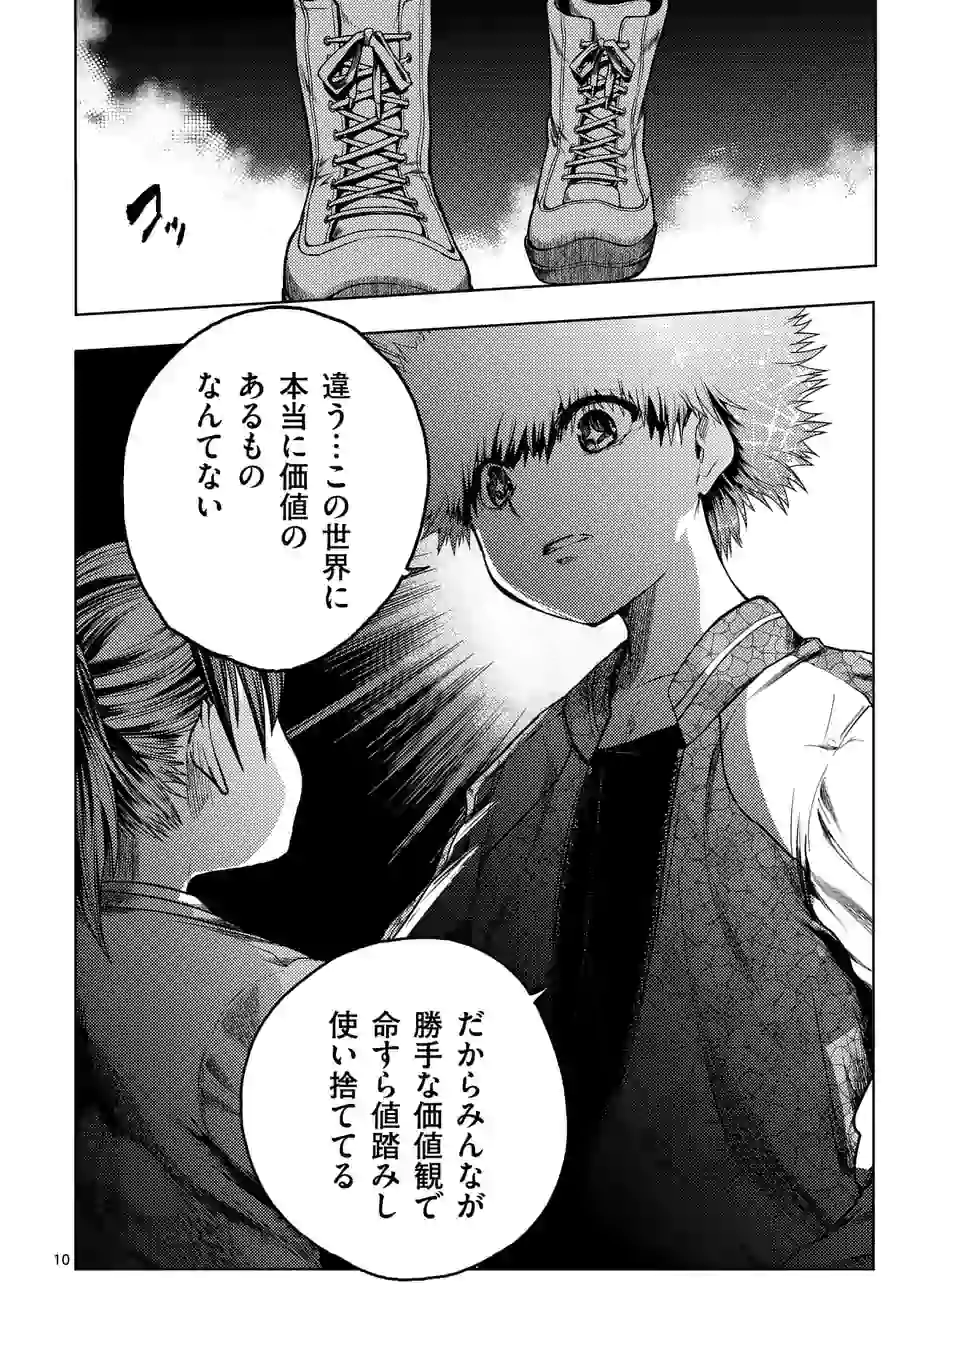 コッ
違う…この世界に
本当に価値の
あるもの
なんてない
だからみんなが
勝手な価値観で
命すら値踏みし
使い捨ててる
10